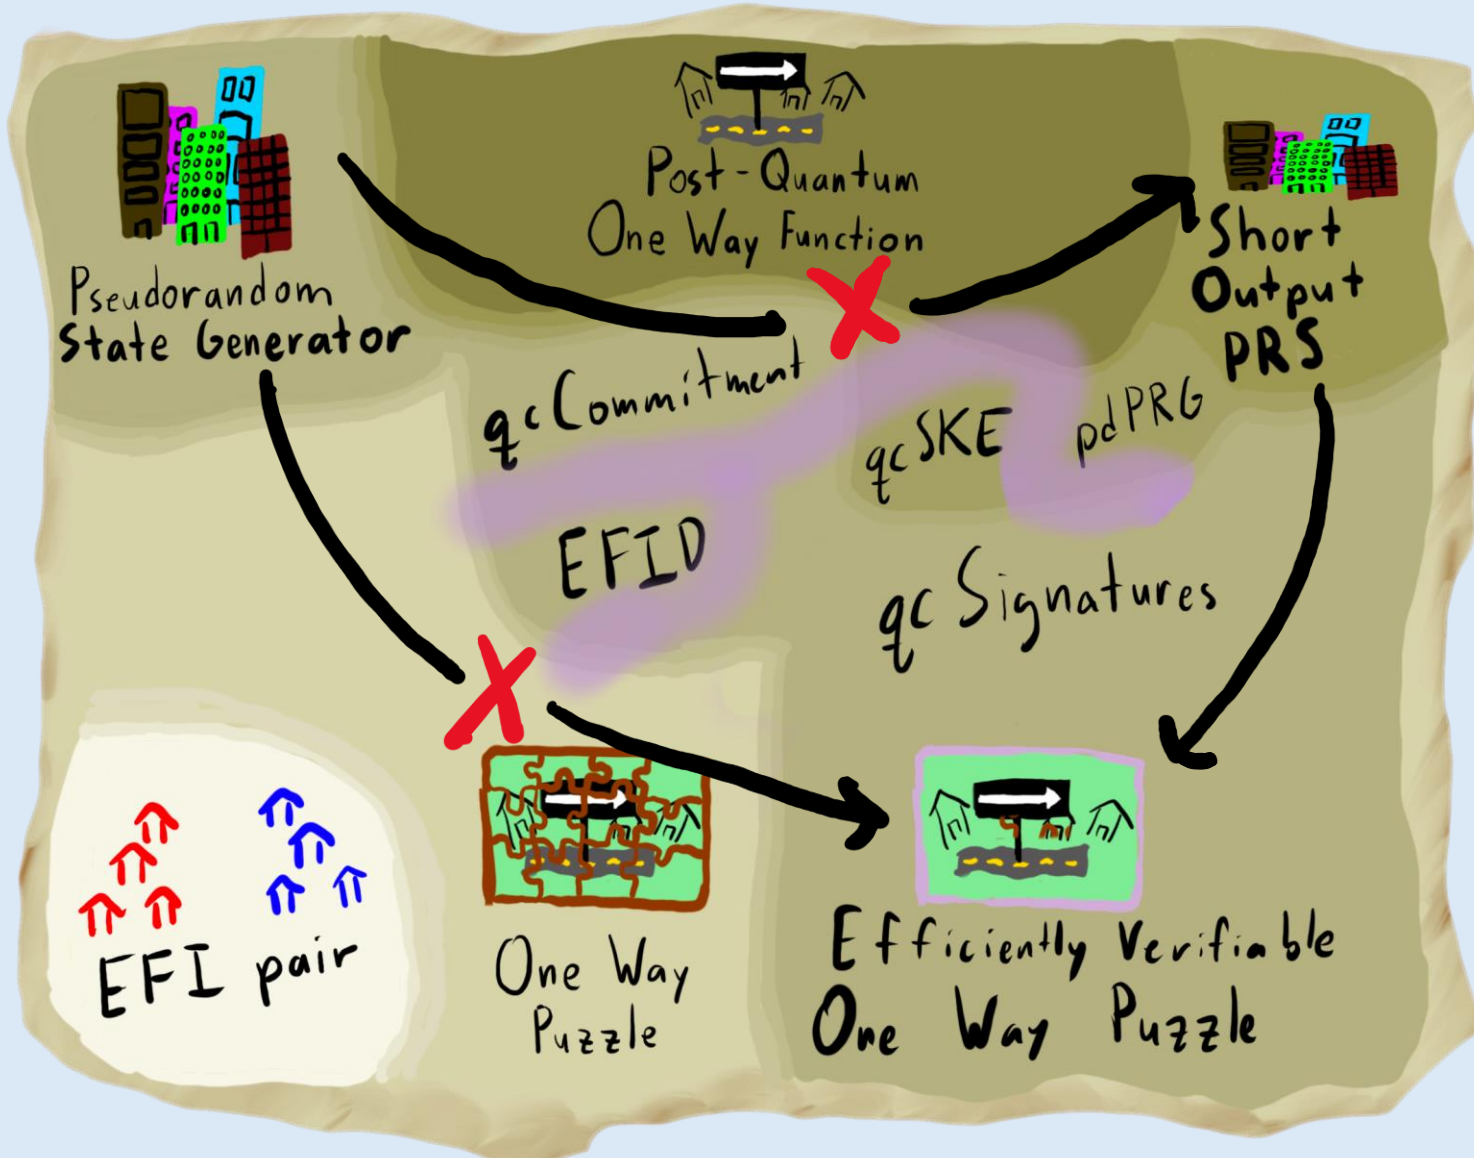 Post-Quantum
One Way Function
Pseudorandom
State Generator
Short
Output
PRS
qcCommitment
qcSKE
pdPRG
EFID
qcSignatures
EFI pair
One Way
Puzzle
Efficiently Verifiable
One Way Puzzle